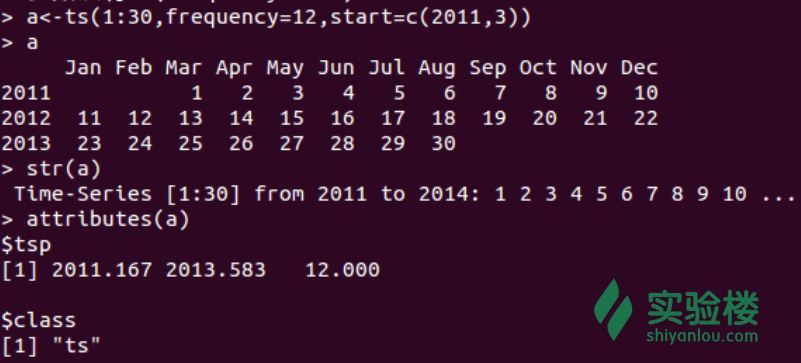 > a<-ts(1:30,frequency=12,start=c(2011,3))
> a
     Jan Feb Mar Apr May Jun Jul Aug Sep Oct Nov Dec
2011           1   2   3   4   5   6   7   8   9  10
2012  11  12  13  14  15  16  17  18  19  20  21  22
2013  23  24  25  26  27  28  29  30
> str(a)
 Time-Series [1:30] from 2011 to 2014: 1 2 3 4 5 6 7 8 9 10 ...
> attributes(a)
$tsp
[1] 2011.167 2013.583   12.000

$class
[1] "ts"
实验楼
shiyanlou.com